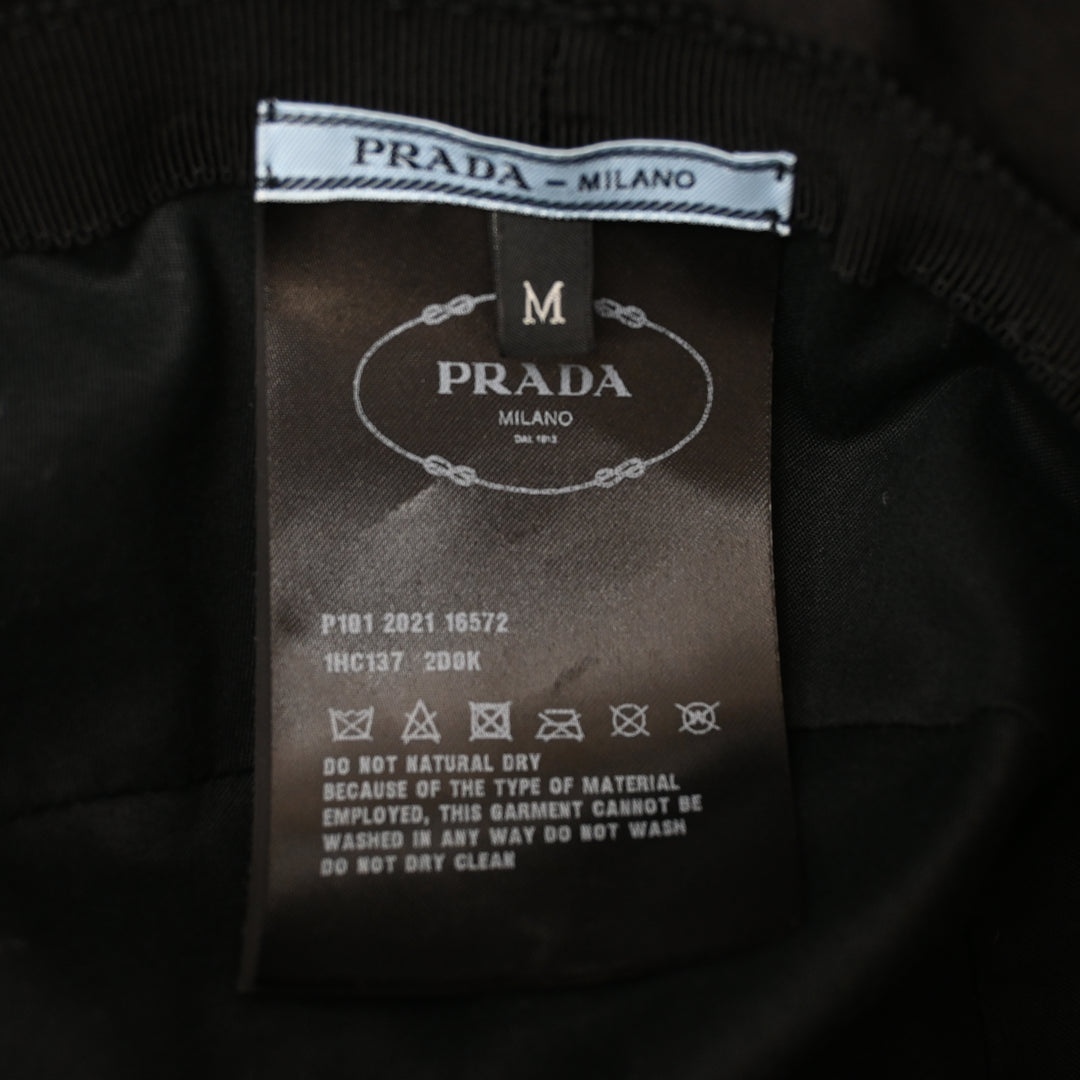 PRADA - MILANO
M
PRADA
MILANO
DAL 1913
P101 2021 16572
1HC137 2D0K
DO NOT NATURAL DRY
BECAUSE OF THE TYPE OF MATERIAL
EMPLOYED, THIS GARMENT CANNOT BE
WASHED IN ANY WAY DO NOT WASH
DO NOT DRY CLEAN